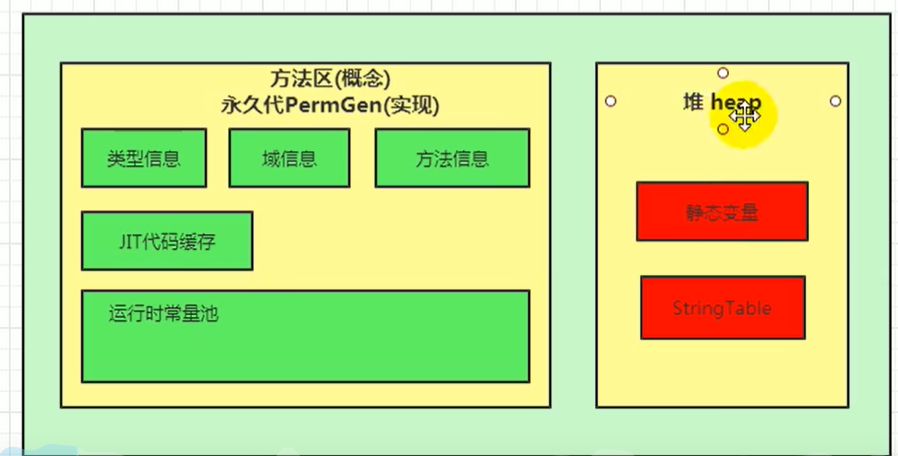 方法区(概念)
永久代PermGen(实现)
类型信息
域信息
方法信息
JIT代码缓存
运行时常量池
堆 heap
静态变量
StringTable